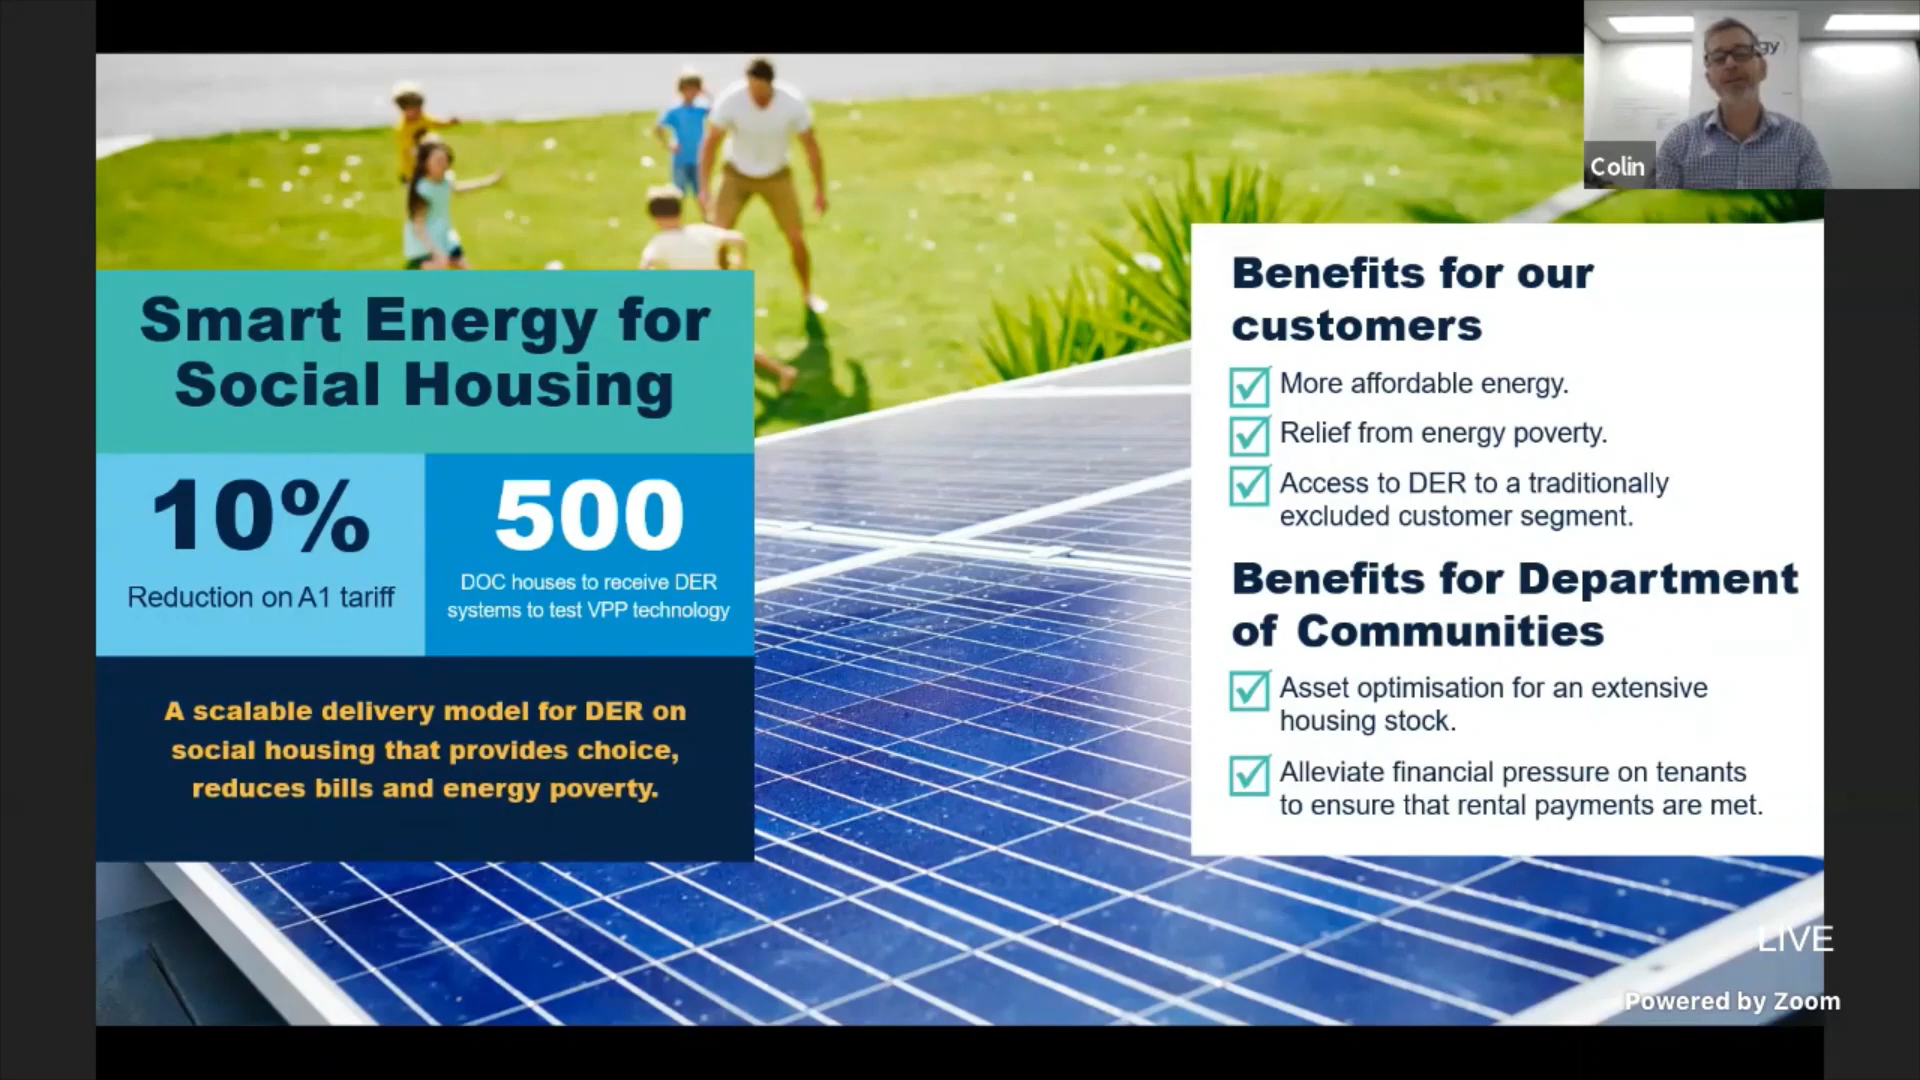 gy
Colin
Smart Energy for
Social Housing
10%
Reduction on A1 tariff
500
DOC houses to receive DER
systems to test VPP technology
A scalable delivery model for DER on
social housing that provides choice,
reduces bills and energy poverty.
Benefits for our
customers
More affordable energy.
Relief from energy poverty.
Access to DER to a traditionally
excluded customer segment.
Benefits for Department
of Communities
Asset optimisation for an extensive
housing stock.
Alleviate financial pressure on tenants
to ensure that rental payments are met.
LIVE
Powered by Zoom